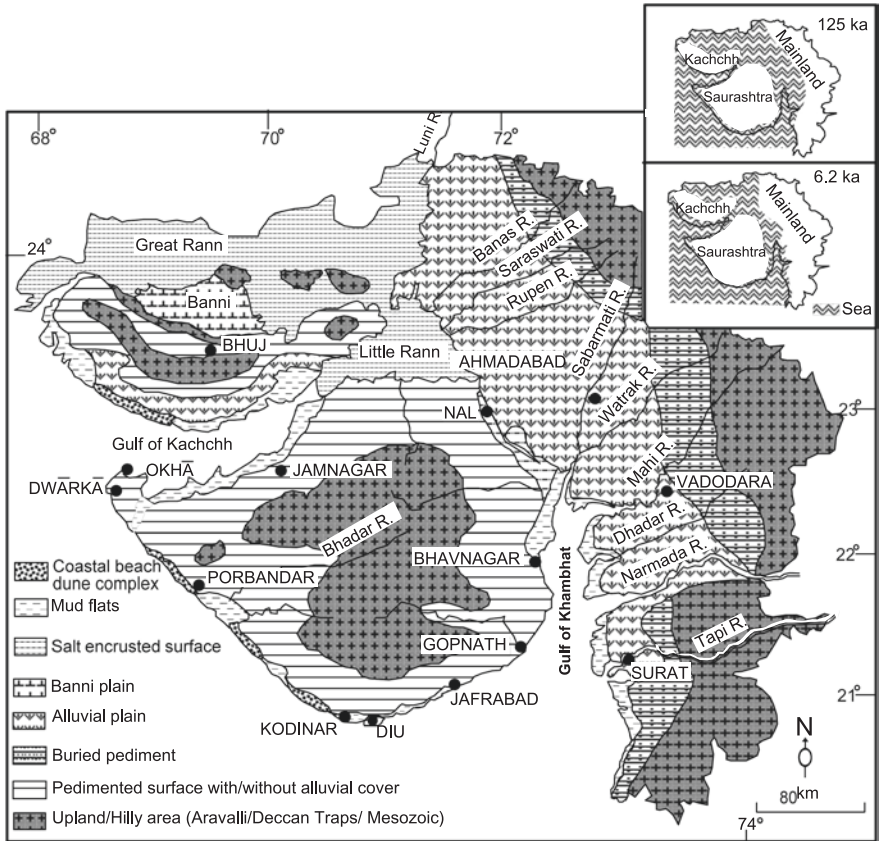 125 ka
Kachchh
Mainland
Saurashtra
6.2 ka
Kachchh
Mainland
Saurashtra
Sea
68°
70°
72°
Luni R.
24°
Great Rann
Banas R.
Saraswati R.
Rupen R.
Banni
Sabarmati R.
BHUJ
Little Rann
AHMADABAD
Watrak R.
23°
NAL
Gulf of Kachchh
OKHĀ
JAMNAGAR
Mahi R.
DWĀRKĀ
VADODARA
Bhadar R.
Dhadar R.
BHAVNAGAR
Narmada R.
22°
Coastal beach
dune complex
PORBANDAR
Gulf of Khambhat
Mud flats
Tapi R.
Salt encrusted surface
GOPNATH
SURAT
Banni plain
JAFRABAD
21°
Alluvial plain
KODINAR
DIU
N
Buried pediment
Pedimented surface with/without alluvial cover
80km
Upland/Hilly area (Aravalli/Deccan Traps/ Mesozoic)
74°